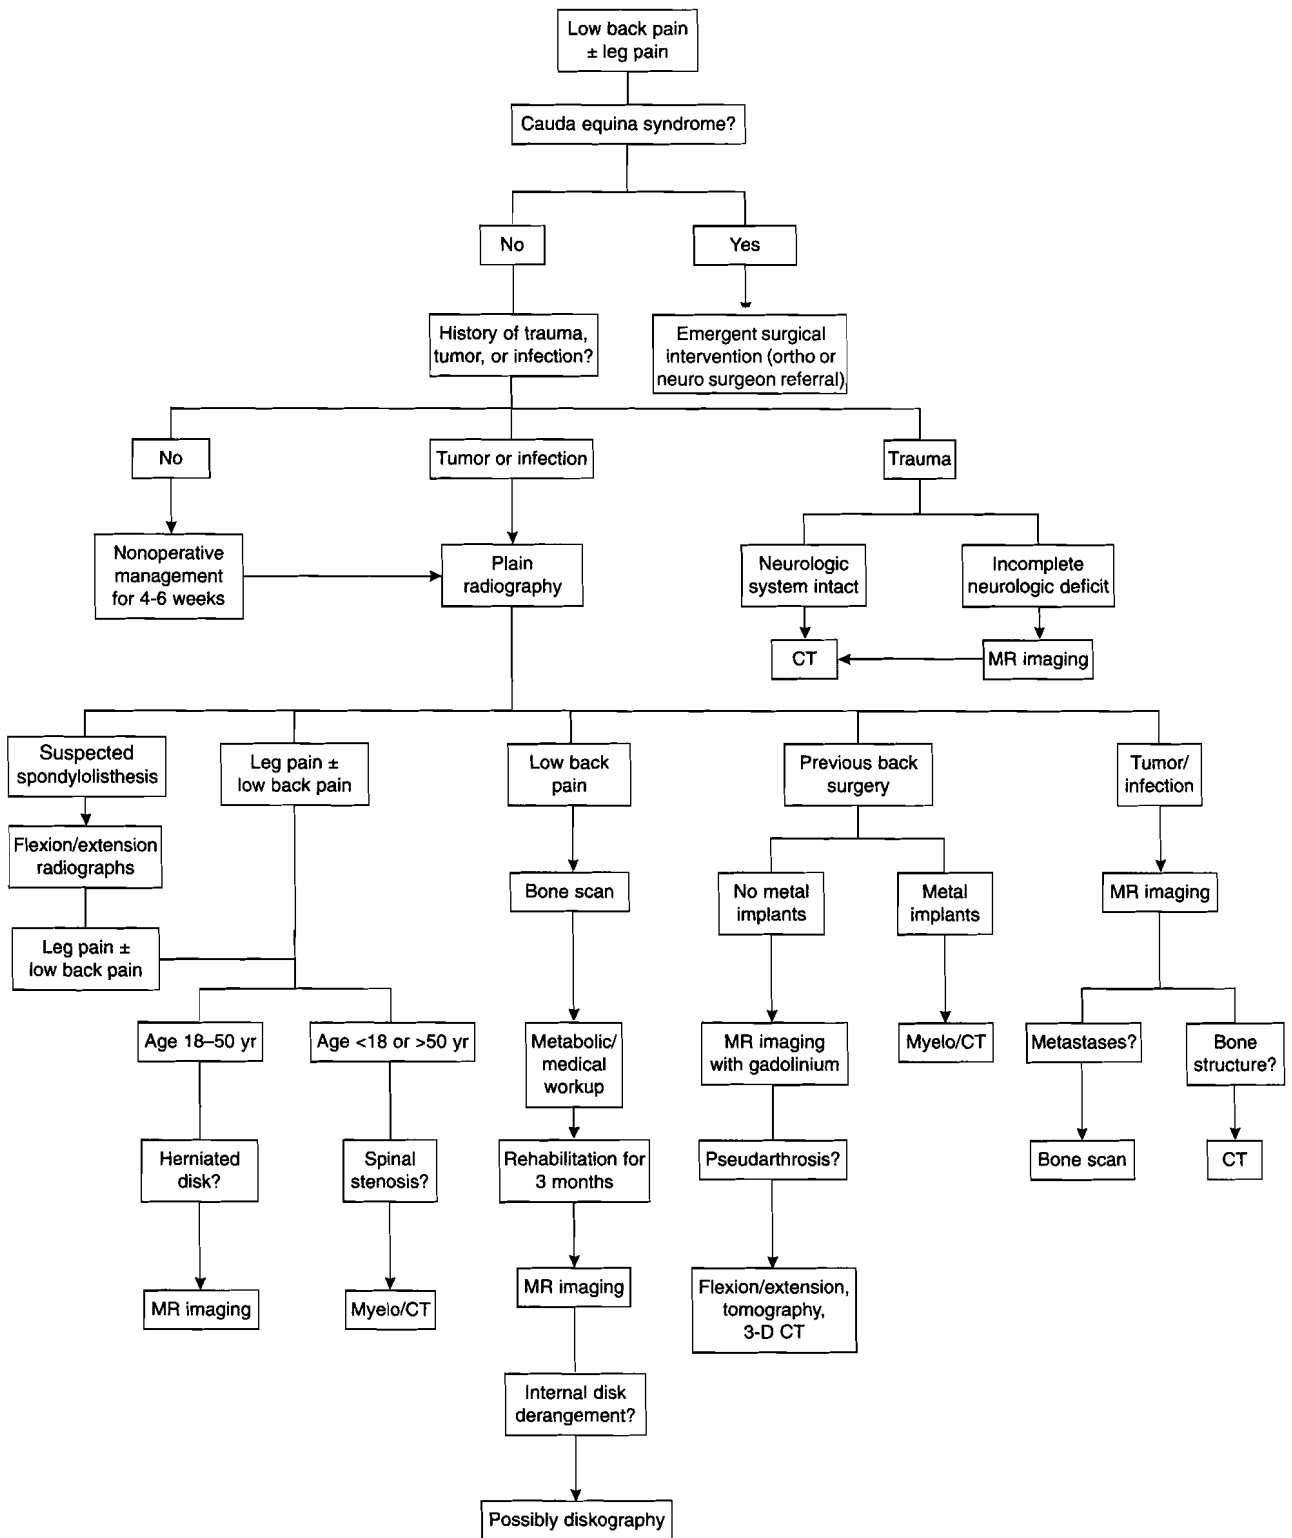 Low back pain
± leg pain
Cauda equina syndrome?
No
Yes
History of trauma,
tumor, or infection?
Emergent surgical
intervention (ortho or
neuro surgeon referral)
No
Tumor or infection
Trauma
Nonoperative
management
for 4-6 weeks
Plain
radiography
Neurologic
system intact
Incomplete
neurologic deficit
CT
MR imaging
Suspected
spondylolisthesis
Leg pain ±
low back pain
Low back
pain
Previous back
surgery
Tumor/
infection
Flexion/extension
radiographs
Bone scan
No metal
implants
Metal
implants
MR imaging
Leg pain ±
low back pain
Age 18–50 yr
Age <18 or >50 yr
Metabolic/
medical
workup
MR imaging
with gadolinium
Myelo/CT
Metastases?
Bone
structure?
Herniated
disk?
Spinal
stenosis?
Rehabilitation for
3 months
Pseudarthrosis?
Bone scan
CT
MR imaging
Myelo/CT
MR imaging
Flexion/extension,
tomography,
3-D CT
Internal disk
derangement?
Possibly diskography